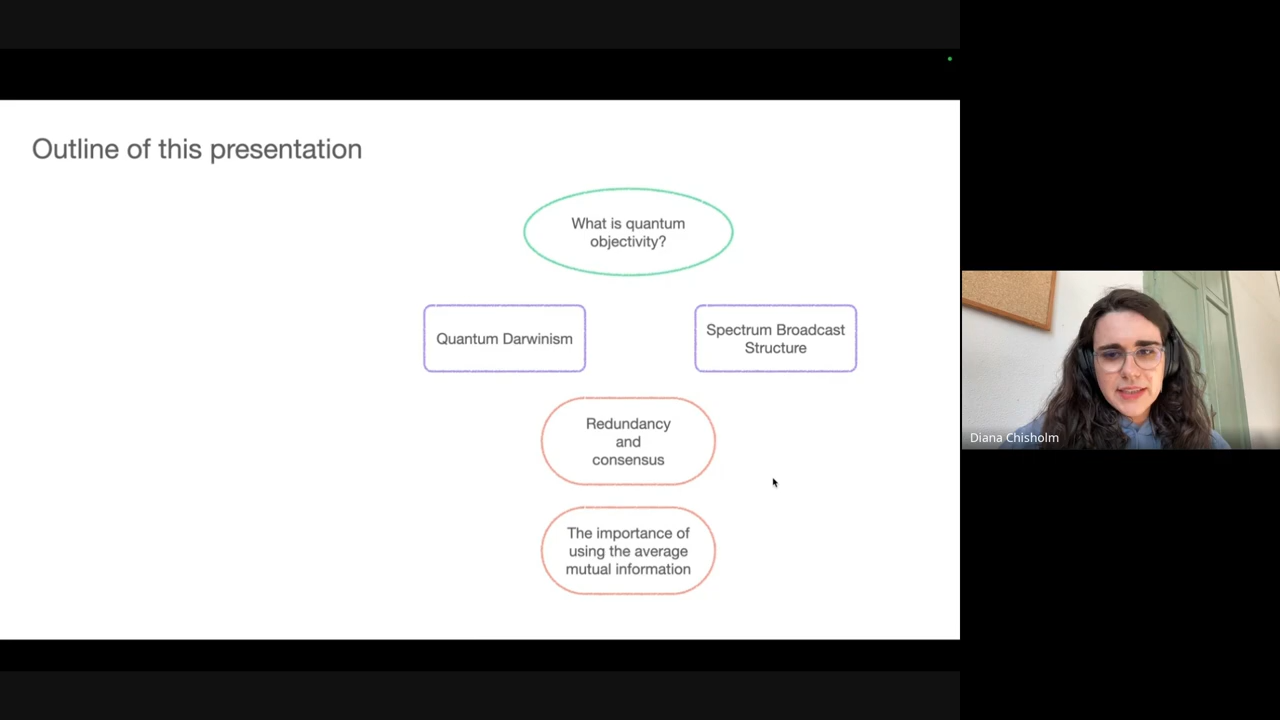 Outline of this presentation
What is quantum
objectivity?
Quantum Darwinism
Spectrum Broadcast
Structure
Redundancy
and
consensus
The importance of
using the average
mutual information
Diana Chisholm